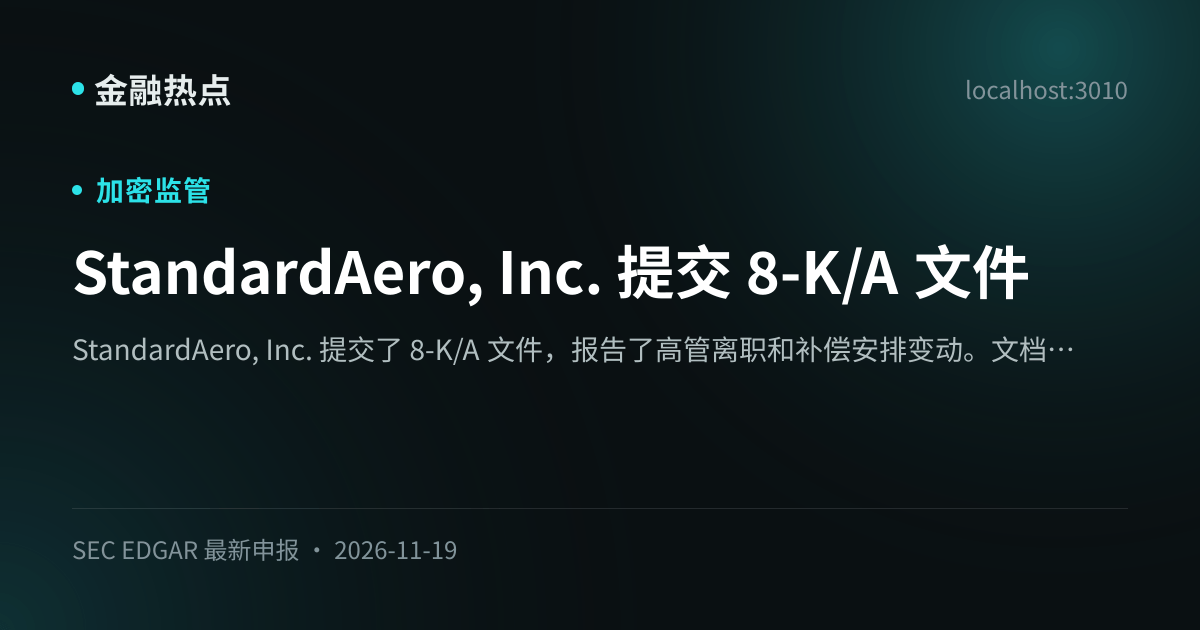 金融热点
localhost:3010
加密监管
StandardAero, Inc. 提交 8-K/A 文件
StandardAero, Inc. 提交了 8-K/A 文件，报告了高管离职和补偿安排变动。文档…
SEC EDGAR 最新申报 · 2026-11-19